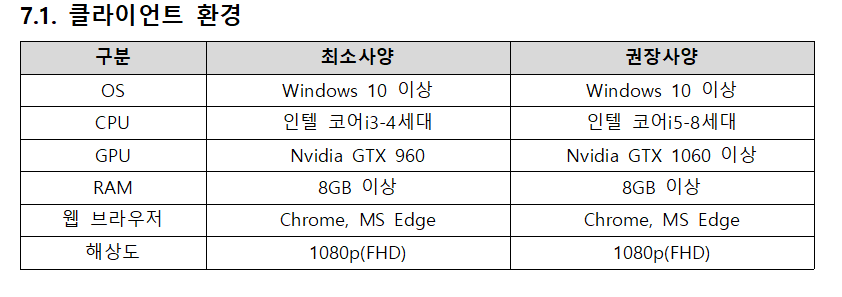 7.1. 클라이언트 환경
구분 최소사양 권장사양
OS Windows 10 이상 Windows 10 이상
CPU 인텔 코어i3-4세대 인텔 코어i5-8세대
GPU Nvidia GTX 960 Nvidia GTX 1060 이상
RAM 8GB 이상 8GB 이상
웹 브라우저 Chrome, MS Edge Chrome, MS Edge
해상도 1080p(FHD) 1080p(FHD)